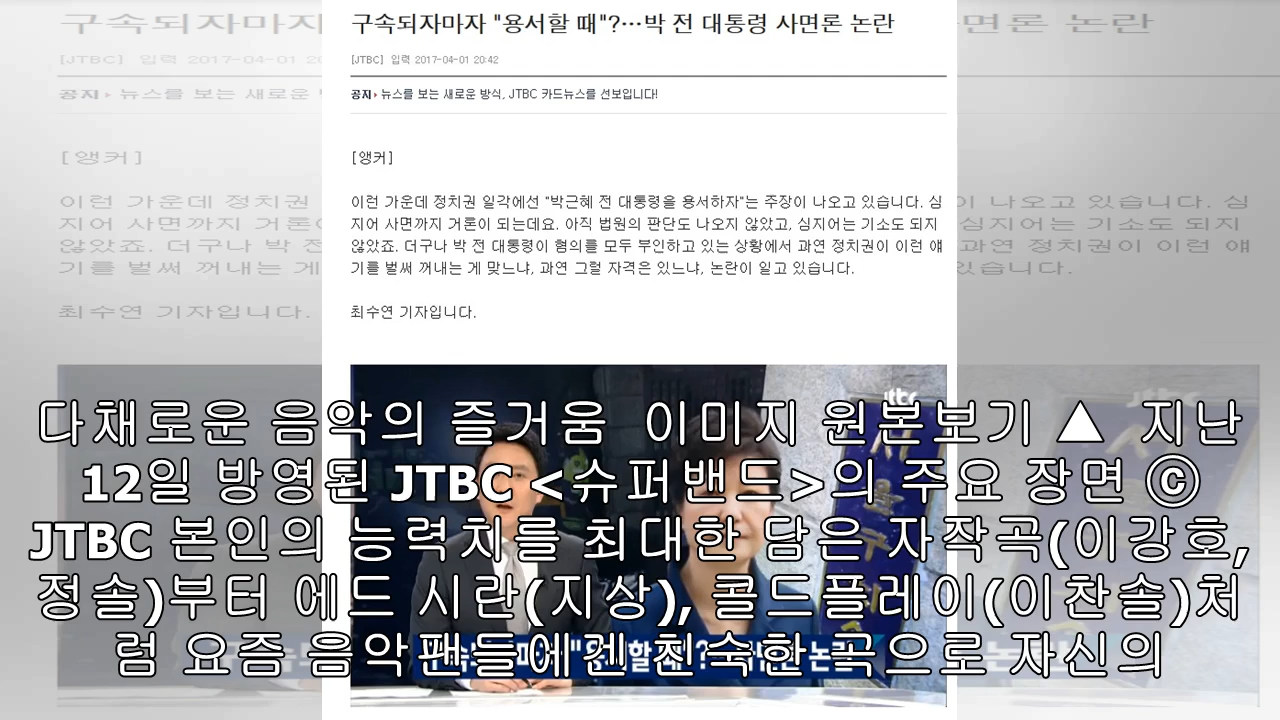 구속되자마자 "용서할 때"?…박 전 대통령 사면론 논란
[JTBC] 입력 2017-04-01 20:42
공지 › 뉴스를 보는 새로운 방식, JTBC 카드뉴스를 선보입니다!
[앵커]
이런 가운데 정치권 일각에선 "박근혜 전 대통령을 용서하자"는 주장이 나오고 있습니다. 심
지어 사면까지 거론이 되는데요. 아직 법원의 판단도 나오지 않았고, 심지어는 기소도 되지
않았죠. 더구나 박 전 대통령이 혐의를 모두 부인하고 있는 상황에서 과연 정치권이 이런 얘
기를 벌써 꺼내는 게 맞느냐, 과연 그럴 자격은 있느냐, 논란이 일고 있습니다.
최수연 기자입니다.
jtbc
다채로운 음악의 즐거움 이미지 원본보기 ▲ 지난
12일 방영된 JTBC <슈퍼밴드>의 주요 장면 ⓒ
JTBC 본인의 능력치를 최대한 담은 자작곡(이강호,
정솔)부터 에드 시란(지상), 콜드플레이(이찬솔)처
럼 요즘 음악팬들에겐 친숙한 곡으로 자신의